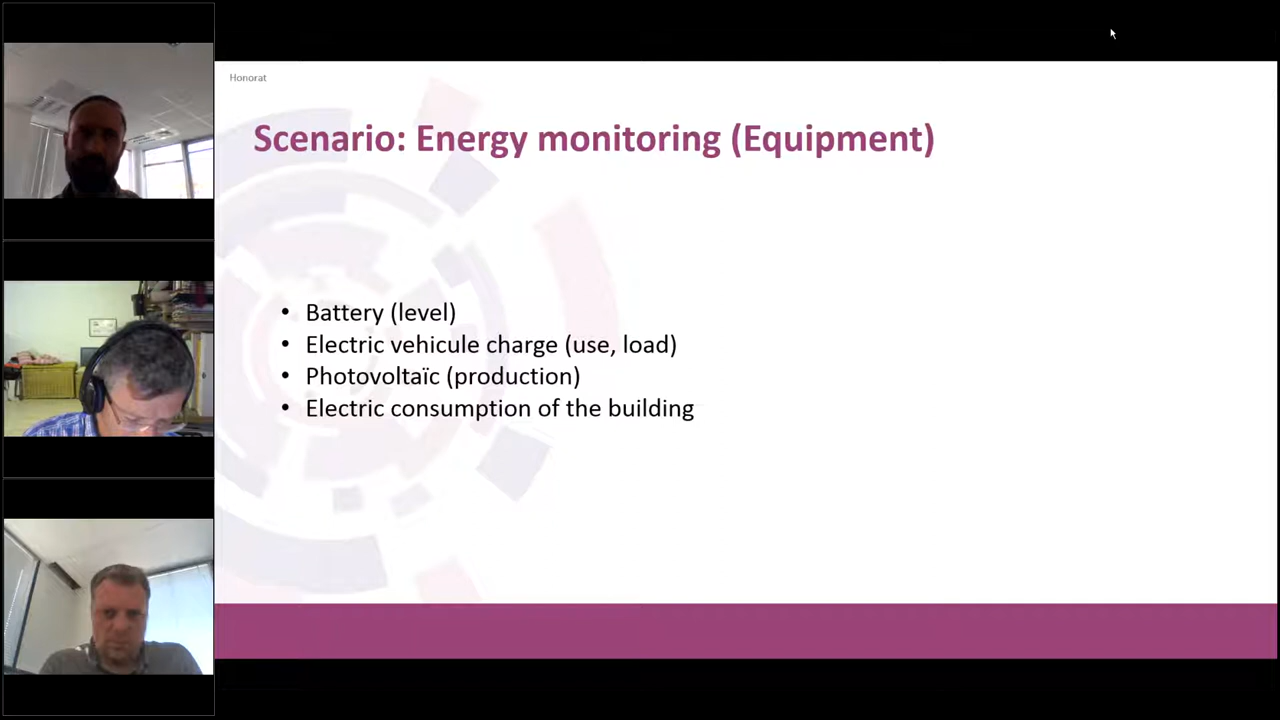 Honorat
Scenario: Energy monitoring (Equipment)
• Battery (level)
• Electric vehicule charge (use, load)
• Photovoltaïc (production)
• Electric consumption of the building